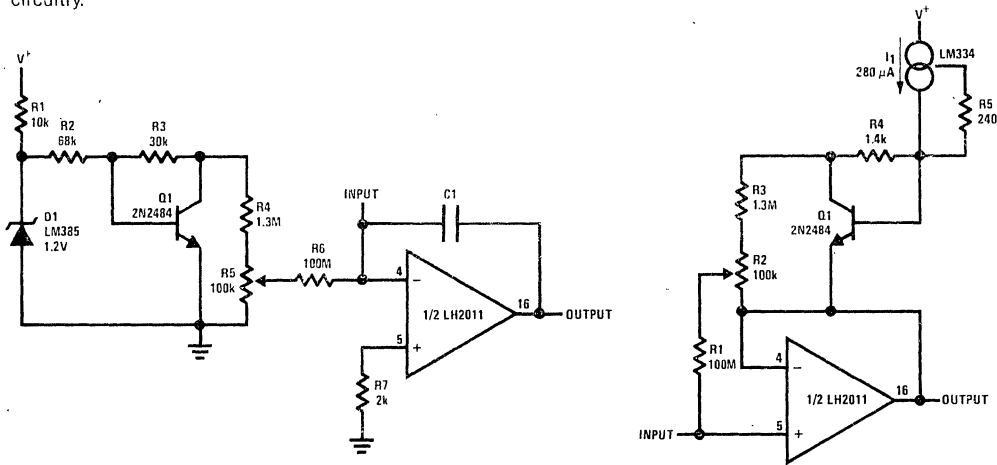 circuitry.
V+
R1
10k
R2
68k
R3
30k
Q1
2N2484
D1
LM385
1.2V
R4
1.3M
R5
100k
R6
100M
INPUT
C1
4
−
5
+
1/2 LH2011
16
OUTPUT
R7
2k
V+
I1
280 µA
LM334
R5
240
R4
1.4k
R3
1.3M
Q1
2N2484
R2
100k
R1
100M
4
−
5
+
1/2 LH2011
16
OUTPUT
INPUT